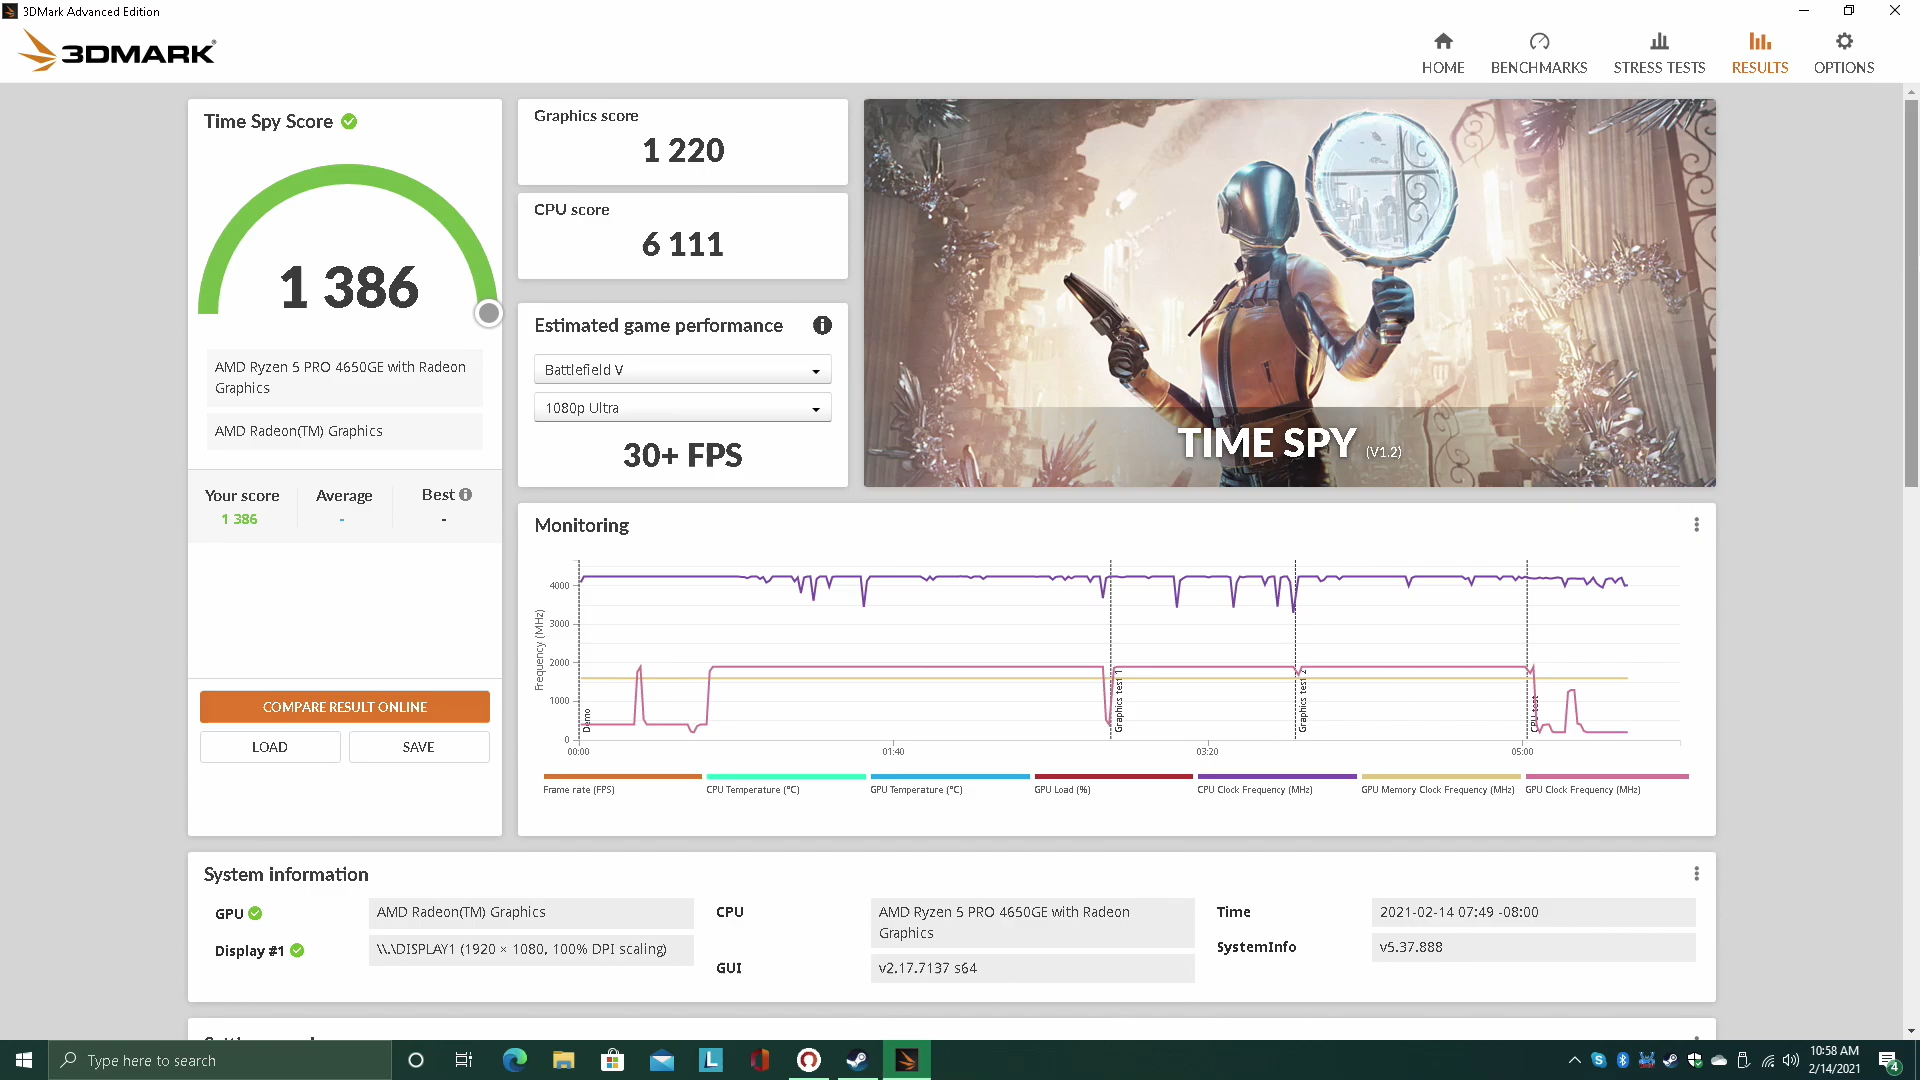 3DMark Advanced Edition
3DMARK
HOME
BENCHMARKS
STRESS TESTS
RESULTS
OPTIONS
Time Spy Score
1 386
AMD Ryzen 5 PRO 4650GE with Radeon
Graphics
AMD Radeon(TM) Graphics
Your score
Average
Best
1 386
-
-
COMPARE RESULT ONLINE
LOAD
SAVE
Graphics score
1 220
CPU score
6 111
Estimated game performance
Battlefield V
1080p Ultra
30+ FPS
TIME SPY (V1.2)
Monitoring
Frequency (MHz)
4000
3000
2000
1000
0
Demo
Graphics test 1
Graphics test 2
CPU test
00:00
01:40
03:20
05:00
Frame rate (FPS)
CPU Temperature (°C)
GPU Temperature (°C)
GPU Load (%)
CPU Clock Frequency (MHz)
GPU Memory Clock Frequency (MHz)
GPU Clock Frequency (MHz)
System information
GPU
AMD Radeon(TM) Graphics
Display #1
\\.\DISPLAY1 (1920 × 1080, 100% DPI scaling)
CPU
AMD Ryzen 5 PRO 4650GE with Radeon
Graphics
GUI
v2.17.7137 s64
Time
2021-02-14 07:49 -08:00
SystemInfo
v5.37.888
Type here to search
L
10:58 AM
2/14/2021
4